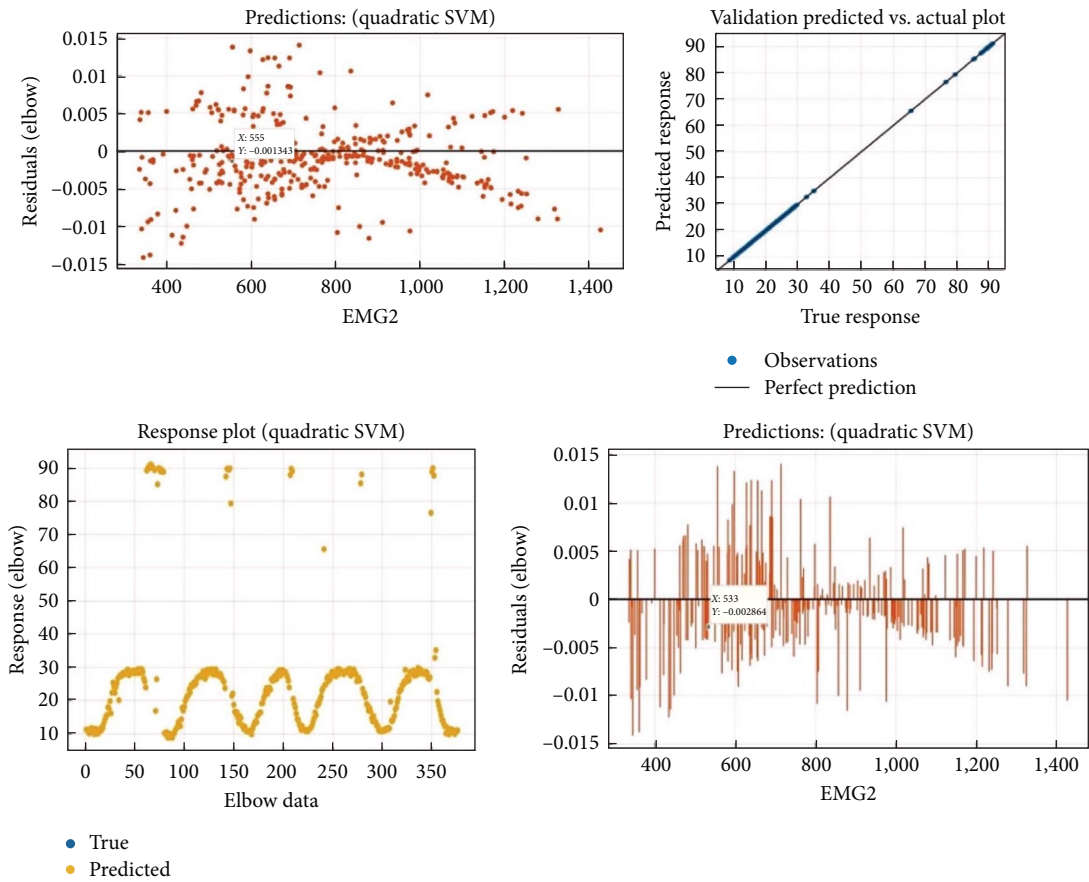 Predictions: (quadratic SVM)
0.015
0.01
0.005
0
−0.005
−0.01
−0.015
Residuals (elbow)
X: 555
Y: −0.001343
400 600 800 1,000 1,200 1,400
EMG2
Validation predicted vs. actual plot
90
80
70
60
50
40
30
20
10
Predicted response
10 20 30 40 50 60 70 80 90
True response
Observations
Perfect prediction
Response plot (quadratic SVM)
90
80
70
60
50
40
30
20
10
Response (elbow)
0 50 100 150 200 250 300 350
Elbow data
True
Predicted
Predictions: (quadratic SVM)
0.015
0.01
0.005
0
−0.005
−0.01
−0.015
Residuals (elbow)
X: 533
Y: −0.002864
400 600 800 1,000 1,200 1,400
EMG2